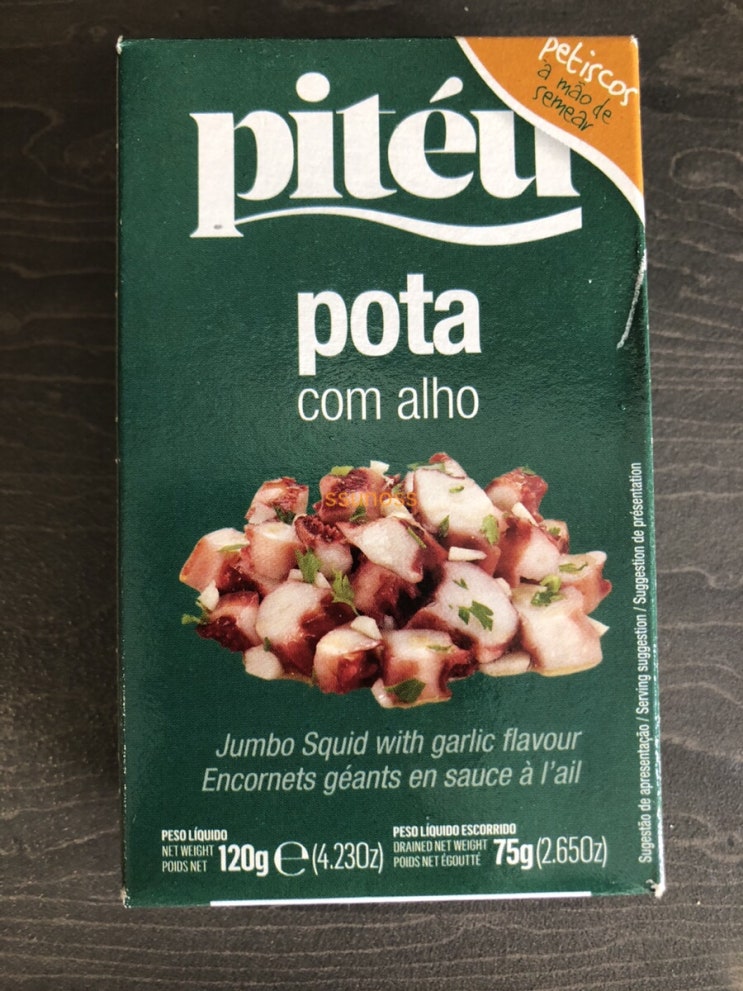 petiscos
à mão de
semear
pitéu
pota
com alho
Jumbo Squid with garlic flavour
Encornets géants en sauce à l'ail
PESO LÍQUIDO
NET WEIGHT
POIDS NET
120g ℮ (4.23Oz)
PESO LÍQUIDO ESCORRIDO
DRAINED NET WEIGHT
POIDS NET ÉGOUTTÉ
75g (2.65Oz)
Sugestão de apresentação / Serving suggestion / Suggestion de présentation